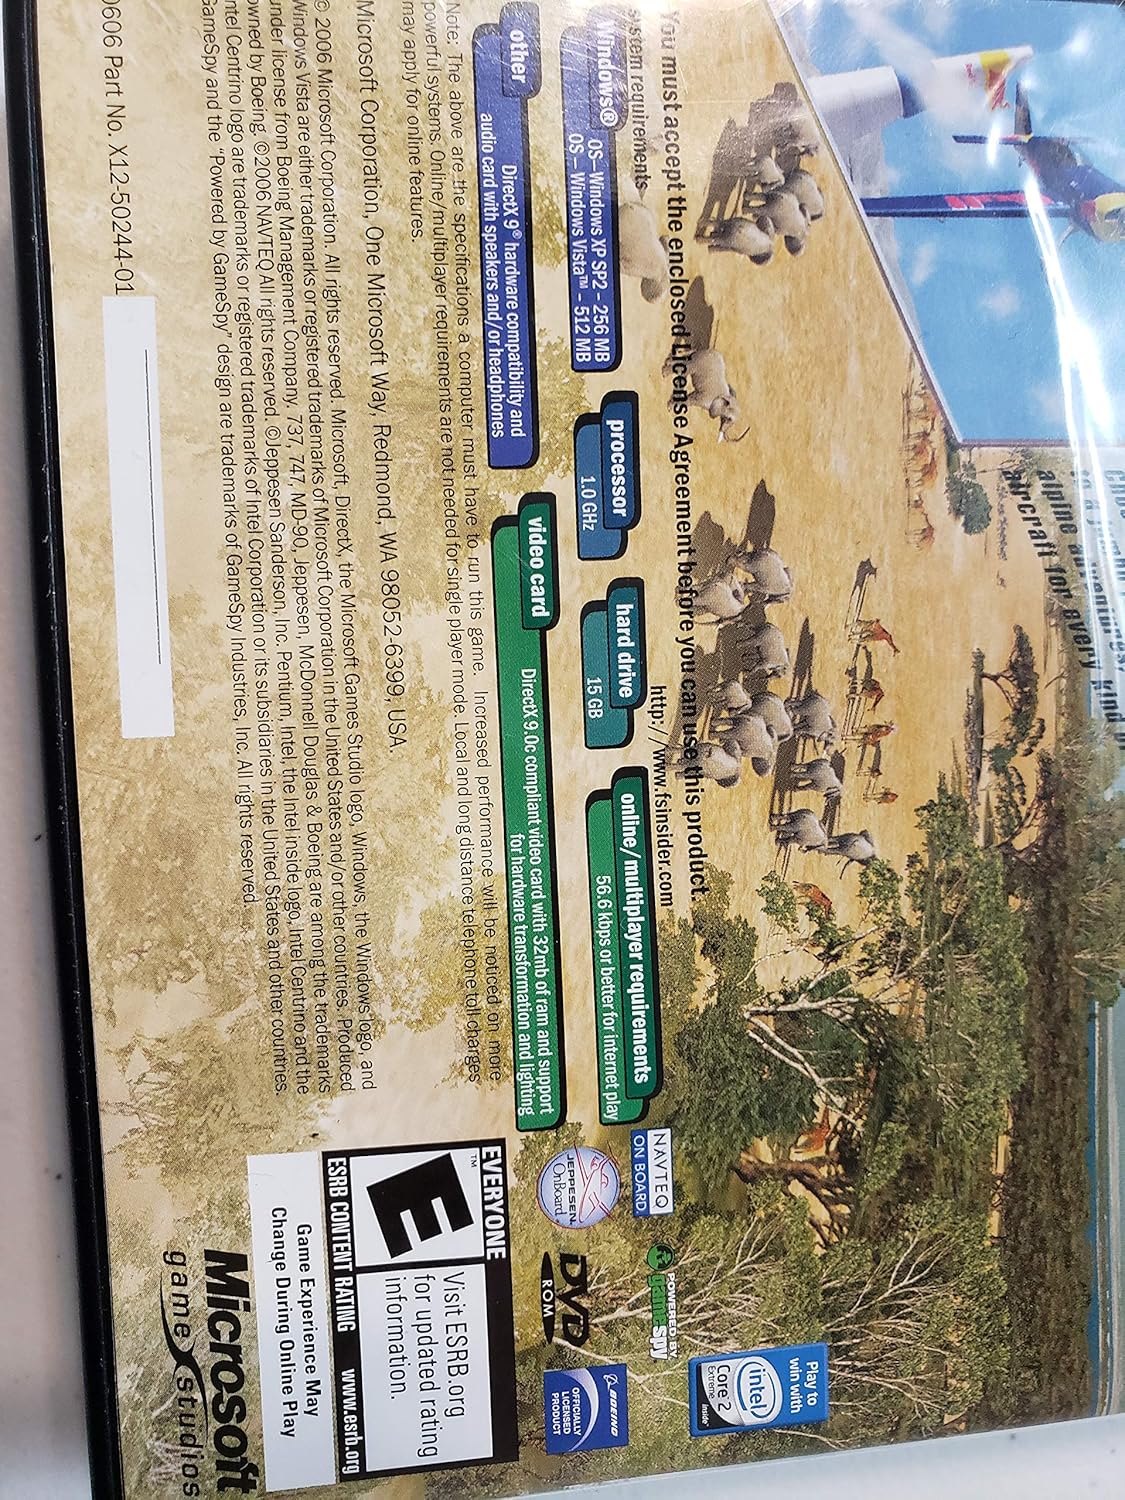 alpine adventures.
aircraft for every kind
You must accept the enclosed License Agreement before you can use this product.
system requirements
http://www.fsinsider.com
Windows®
OS – Windows XP SP2 – 256 MB
OS – Windows Vista™ – 512 MB
processor
1.0 GHz
hard drive
15 GB
online/multiplayer requirements
56.6 kbps or better for internet play
other
DirectX 9® hardware compatibility and
audio card with speakers and/or headphones
video card
DirectX 9.0c compliant video card with 32mb of ram and support
for hardware transformation and lighting
Note: The above are the specifications a computer must have to run this game. Increased performance will be noticed on more
powerful systems. Online/multiplayer requirements are not needed for single player mode. Local and long distance telephone toll charges
may apply for online features.
Microsoft Corporation, One Microsoft Way, Redmond, WA 98052-6399, USA.
© 2006 Microsoft Corporation. All rights reserved. Microsoft, DirectX, the Microsoft Games Studio logo, Windows, the Windows logo, and
Windows Vista are either trademarks or registered trademarks of Microsoft Corporation in the United States and/or other countries. Produced
under license from Boeing Management Company. 737, 747, MD-90, Jeppesen, McDonnell Douglas & Boeing are among the trademarks
owned by Boeing. ©2006 NAVTEQ All rights reserved. ©Jeppesen Sanderson, Inc. Pentium, Intel, the Intel Inside logo, Intel Centrino and the
Intel Centrino logo are trademarks or registered trademarks of Intel Corporation or its subsidiaries in the United States and other countries.
GameSpy and the "Powered by GameSpy" design are trademarks of GameSpy Industries, Inc. All rights reserved.
0606 Part No. X12-50244-01
NAVTEQ
ON BOARD
POWERED BY
gamespy
Play to
win with
intel
Core 2
Extreme
inside
JEPPESEN
OnBoard
DVD
ROM
BOEING
OFFICIALLY
LICENSED
PRODUCT
EVERYONE
E
™
Visit ESRB.org
for updated rating
information.
ESRB CONTENT RATING www.esrb.org
Game Experience May
Change During Online Play
Microsoft
game studios